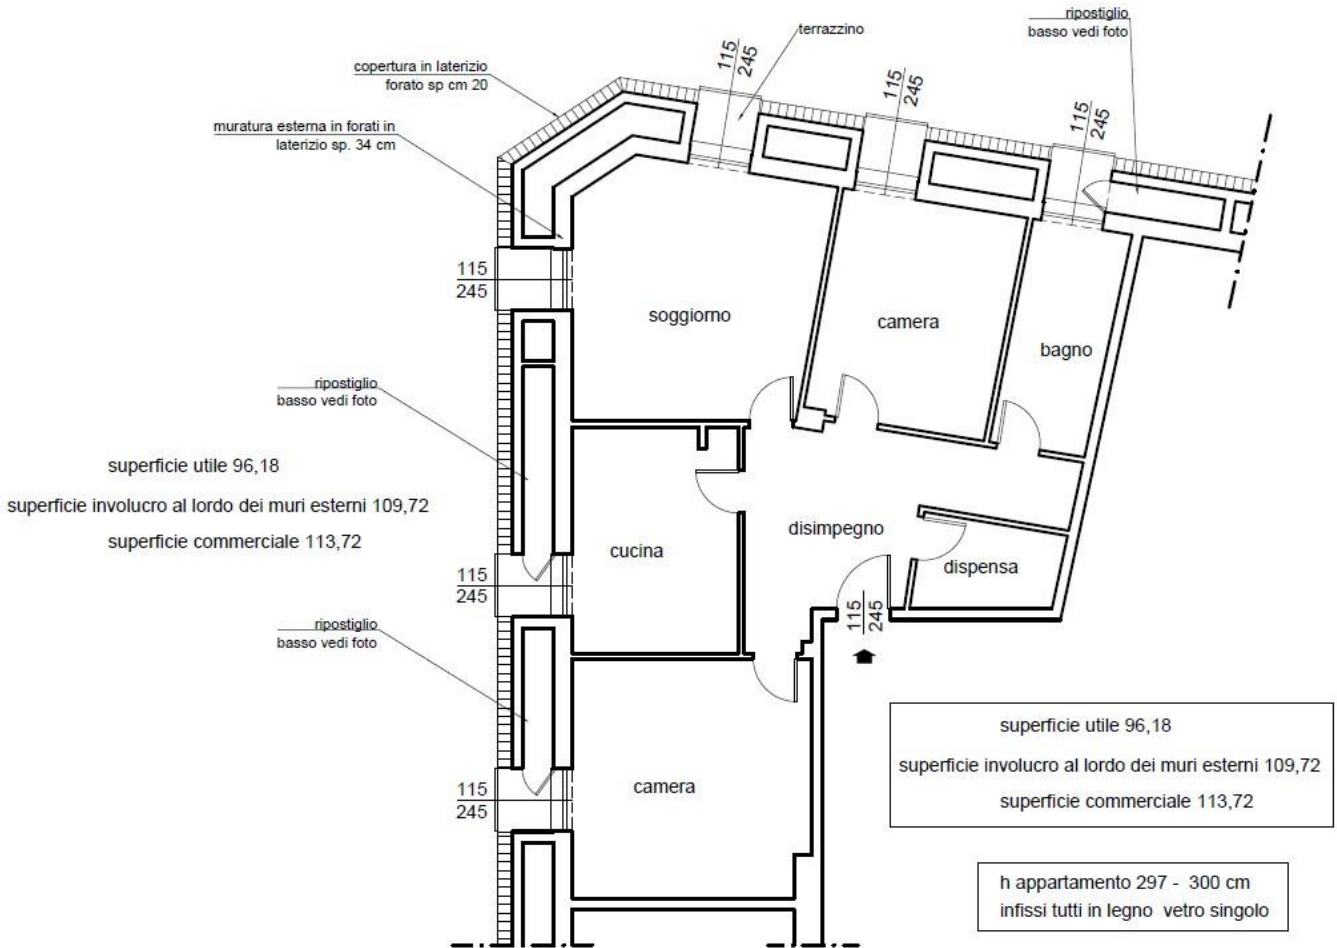 ripostiglio
basso vedi foto
terrazzino
115
245
copertura in laterizio
forato sp cm 20
115
245
115
245
muratura esterna in forati in
laterizio sp. 34 cm
115
245
soggiorno
camera
bagno
ripostiglio
basso vedi foto
superficie utile 96,18
superficie involucro al lordo dei muri esterni 109,72
superficie commerciale 113,72
disimpegno
cucina
dispensa
115
245
115
245
ripostiglio
basso vedi foto
camera
115
245
superficie utile 96,18
superficie involucro al lordo dei muri esterni 109,72
superficie commerciale 113,72
h appartamento 297 - 300 cm
infissi tutti in legno vetro singolo